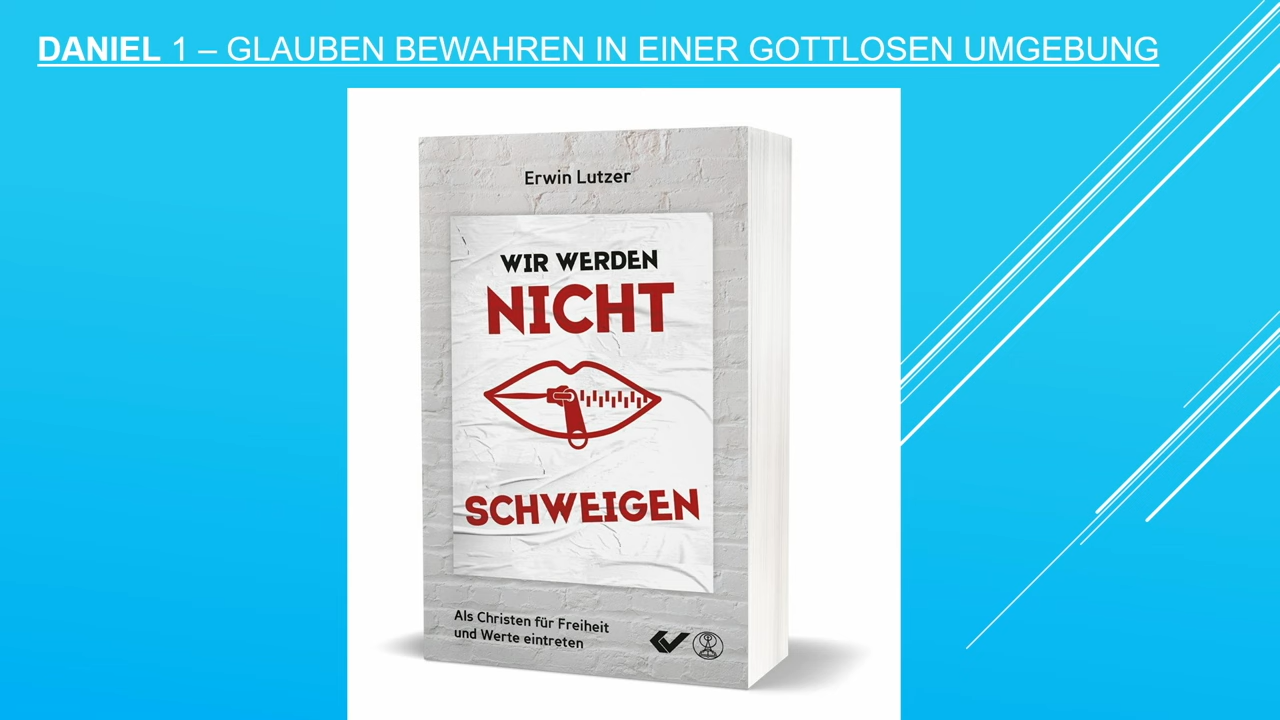 DANIEL 1 – GLAUBEN BEWAHREN IN EINER GOTTLOSEN UMGEBUNG
Erwin Lutzer
WIR WERDEN
NICHT
SCHWEIGEN
Als Christen für Freiheit
und Werte eintreten